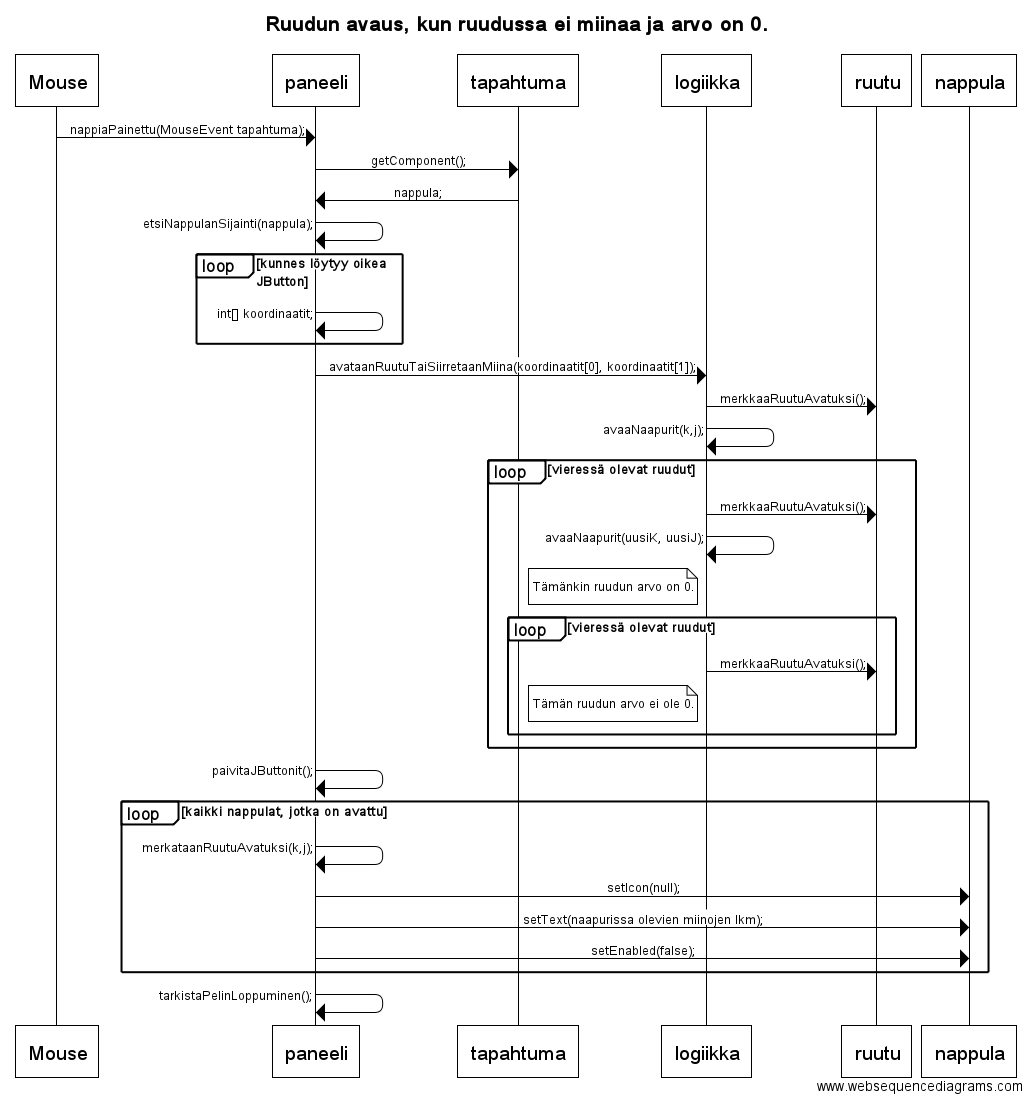 Ruudun avaus, kun ruudussa ei miinaa ja arvo on 0.
Mouse
paneeli
tapahtuma
logiikka
ruutu
nappula
nappiaPainettu(MouseEvent tapahtuma);
getComponent();
nappula;
etsiNappulanSijainti(nappula);
loop
[kunnes löytyy oikea
JButton]
int[] koordinaatit;
avataanRuutuTaiSiirretaanMiina(koordinaatit[0], koordinaatit[1]);
merkkaaRuutuAvatuksi();
avaaNaapurit(k,j);
loop
[vieressä olevat ruudut]
merkkaaRuutuAvatuksi();
avaaNaapurit(uusiK, uusiJ);
Tämänkin ruudun arvo on 0.
loop
[vieressä olevat ruudut]
merkkaaRuutuAvatuksi();
Tämän ruudun arvo ei ole 0.
paivitaJButtonit();
loop
[kaikki nappulat, jotka on avattu]
merkataanRuutuAvatuksi(k,j);
setIcon(null);
setText(naapurissa olevien miinojen lkm);
setEnabled(false);
tarkistaPelinLoppuminen();
Mouse
paneeli
tapahtuma
logiikka
ruutu
nappula
www.websequencediagrams.com